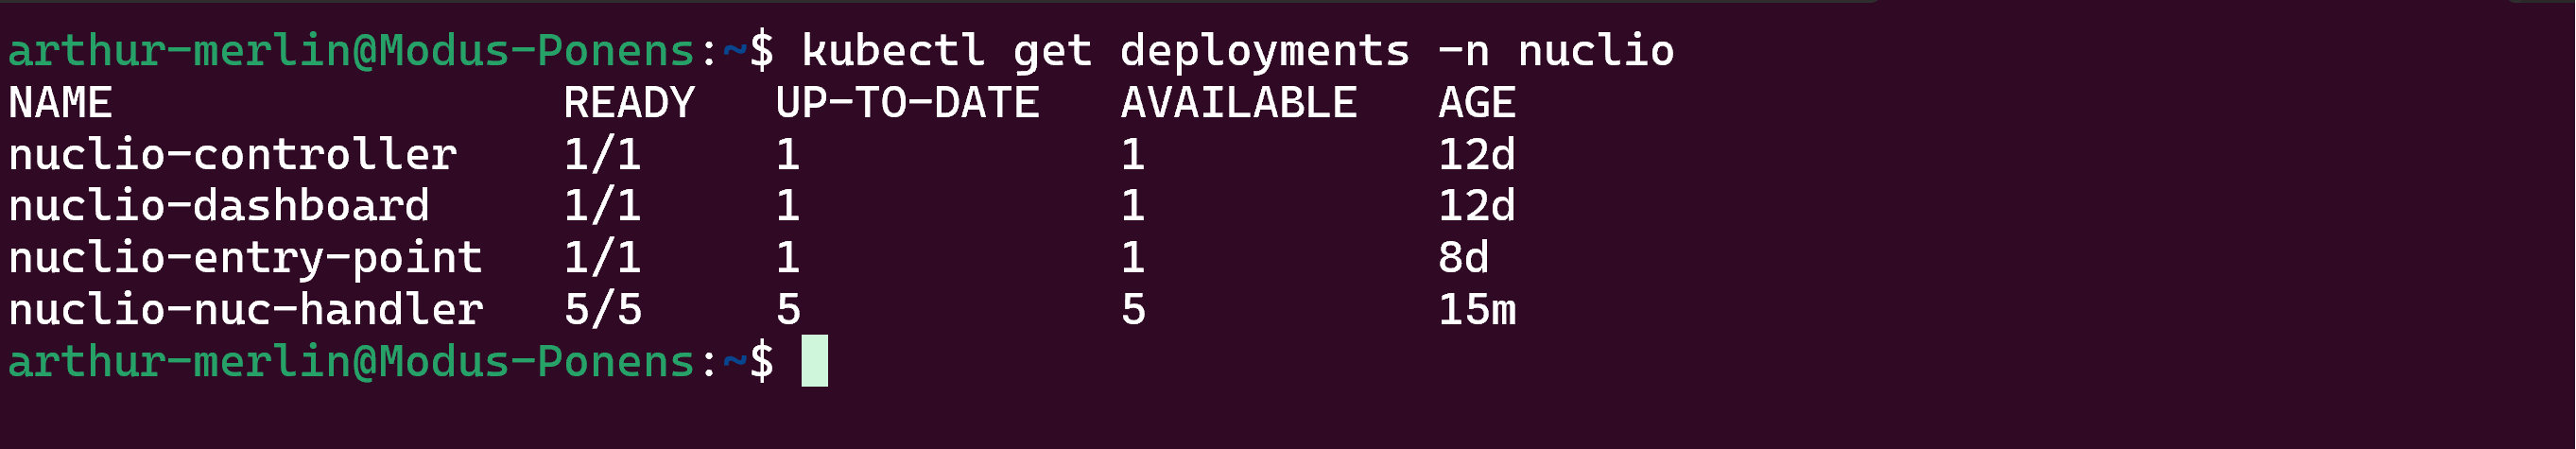 arthur-merlin@Modus-Ponens:~$ kubectl get deployments -n nuclio
NAME                 READY   UP-TO-DATE   AVAILABLE   AGE
nuclio-controller    1/1     1            1           12d
nuclio-dashboard     1/1     1            1           12d
nuclio-entry-point   1/1     1            1           8d
nuclio-nuc-handler   5/5     5            5           15m
arthur-merlin@Modus-Ponens:~$